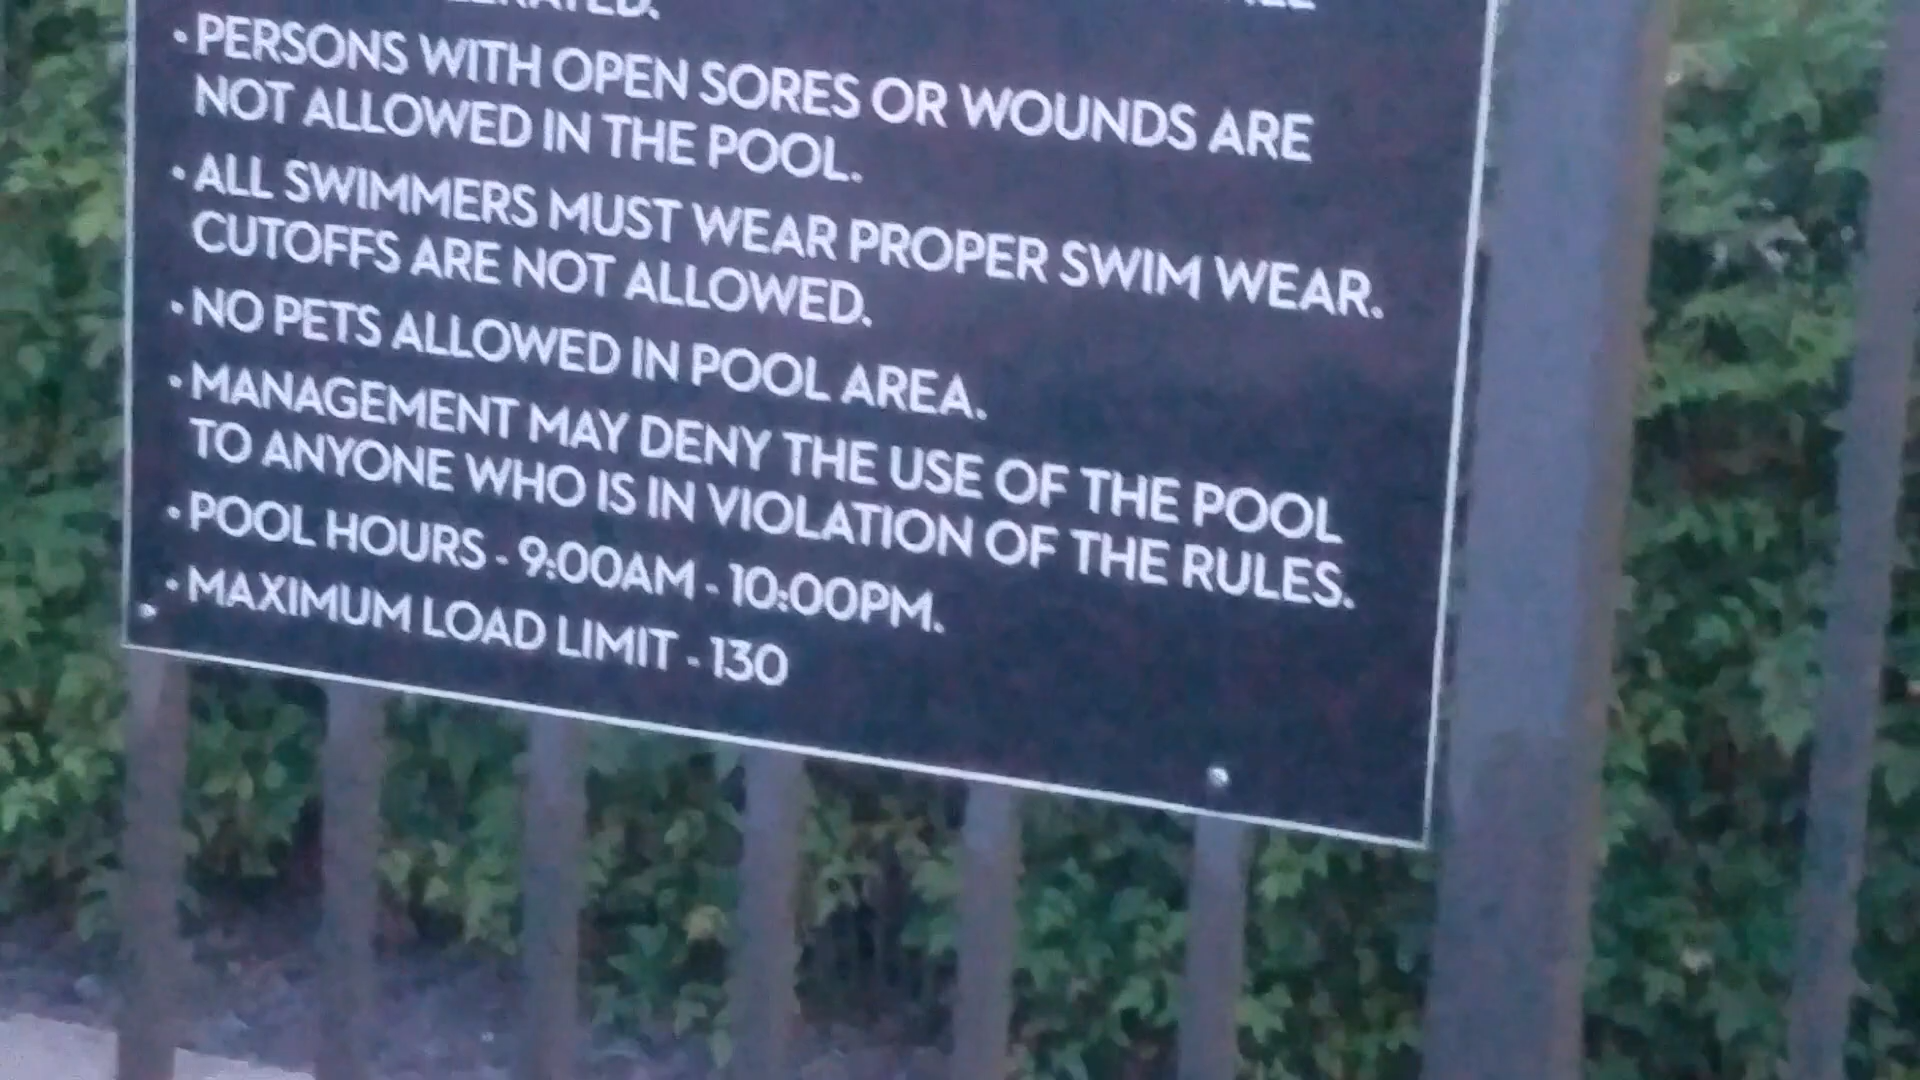 • PERSONS WITH OPEN SORES OR WOUNDS ARE
NOT ALLOWED IN THE POOL.
• ALL SWIMMERS MUST WEAR PROPER SWIM WEAR.
CUTOFFS ARE NOT ALLOWED.
• NO PETS ALLOWED IN POOL AREA.
• MANAGEMENT MAY DENY THE USE OF THE POOL
TO ANYONE WHO IS IN VIOLATION OF THE RULES.
• POOL HOURS - 9:00AM - 10:00PM.
• MAXIMUM LOAD LIMIT - 130